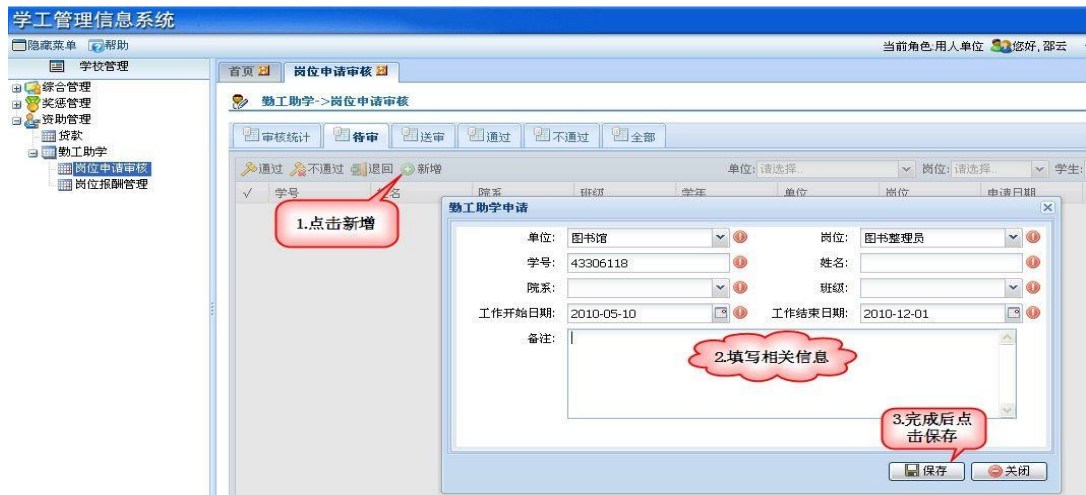 学工管理信息系统
隐藏菜单 帮助 当前角色:用人单位 您好,邵云
学校管理
首页 岗位申请审核
综合管理
奖惩管理
资助管理
贷款
勤工助学
岗位申请审核
岗位报酬管理
勤工助学->岗位申请审核
审核统计 待审 送审 通过 不通过 全部
通过 不通过 退回 新增 单位: 请选择.. 岗位: 请选择.. 学生:
√ 学号 姓名 院系 班级 学年 单位 岗位 申请日期
1.点击新增
勤工助学申请
单位: 图书馆 岗位: 图书整理员
学号: 43306118 姓名:
院系: 班级:
工作开始日期: 2010-05-10 工作结束日期: 2010-12-01
备注:
2.填写相关信息
3.完成后点
击保存
保存 关闭